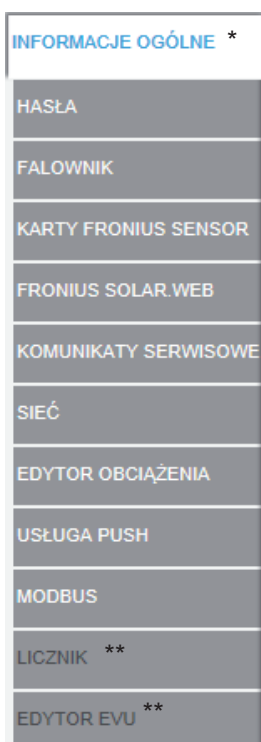 INFORMACJE OGÓLNE *
HASŁA
FALOWNIK
KARTY FRONIUS SENSOR
FRONIUS SOLAR.WEB
KOMUNIKATY SERWISOWE
SIEĆ
EDYTOR OBCIĄŻENIA
USŁUGA PUSH
MODBUS
LICZNIK **
EDYTOR EVU **